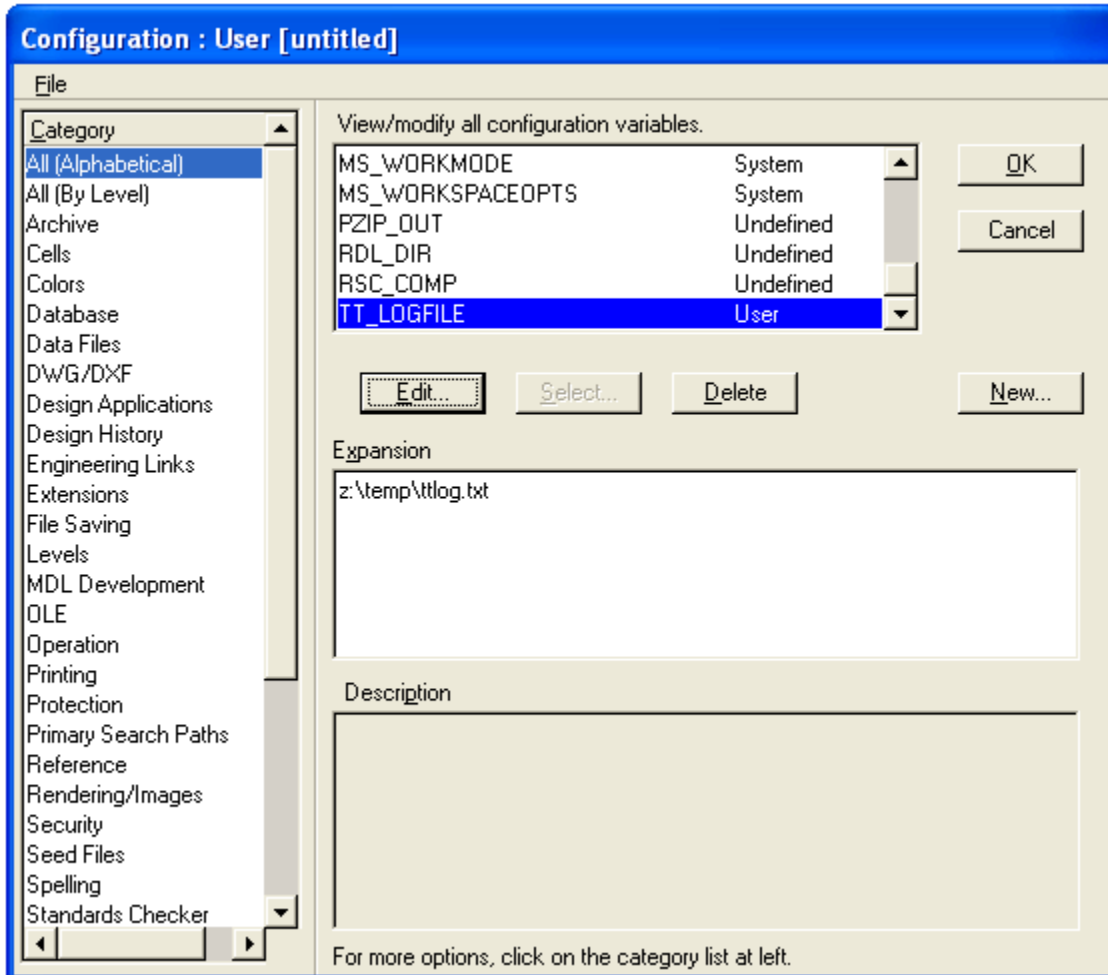 Configuration : User [untitled]
File
Category
All (Alphabetical)
All (By Level)
Archive
Cells
Colors
Database
Data Files
DWG/DXF
Design Applications
Design History
Engineering Links
Extensions
File Saving
Levels
MDL Development
OLE
Operation
Printing
Protection
Primary Search Paths
Reference
Rendering/Images
Security
Seed Files
Spelling
Standards Checker
View/modify all configuration variables.
MS_WORKMODE System
MS_WORKSPACEOPTS System
PZIP_OUT Undefined
RDL_DIR Undefined
RSC_COMP Undefined
TT_LOGFILE User
OK
Cancel
Edit... Select... Delete New...
Expansion
z:\temp\ttlog.txt
Description
For more options, click on the category list at left.